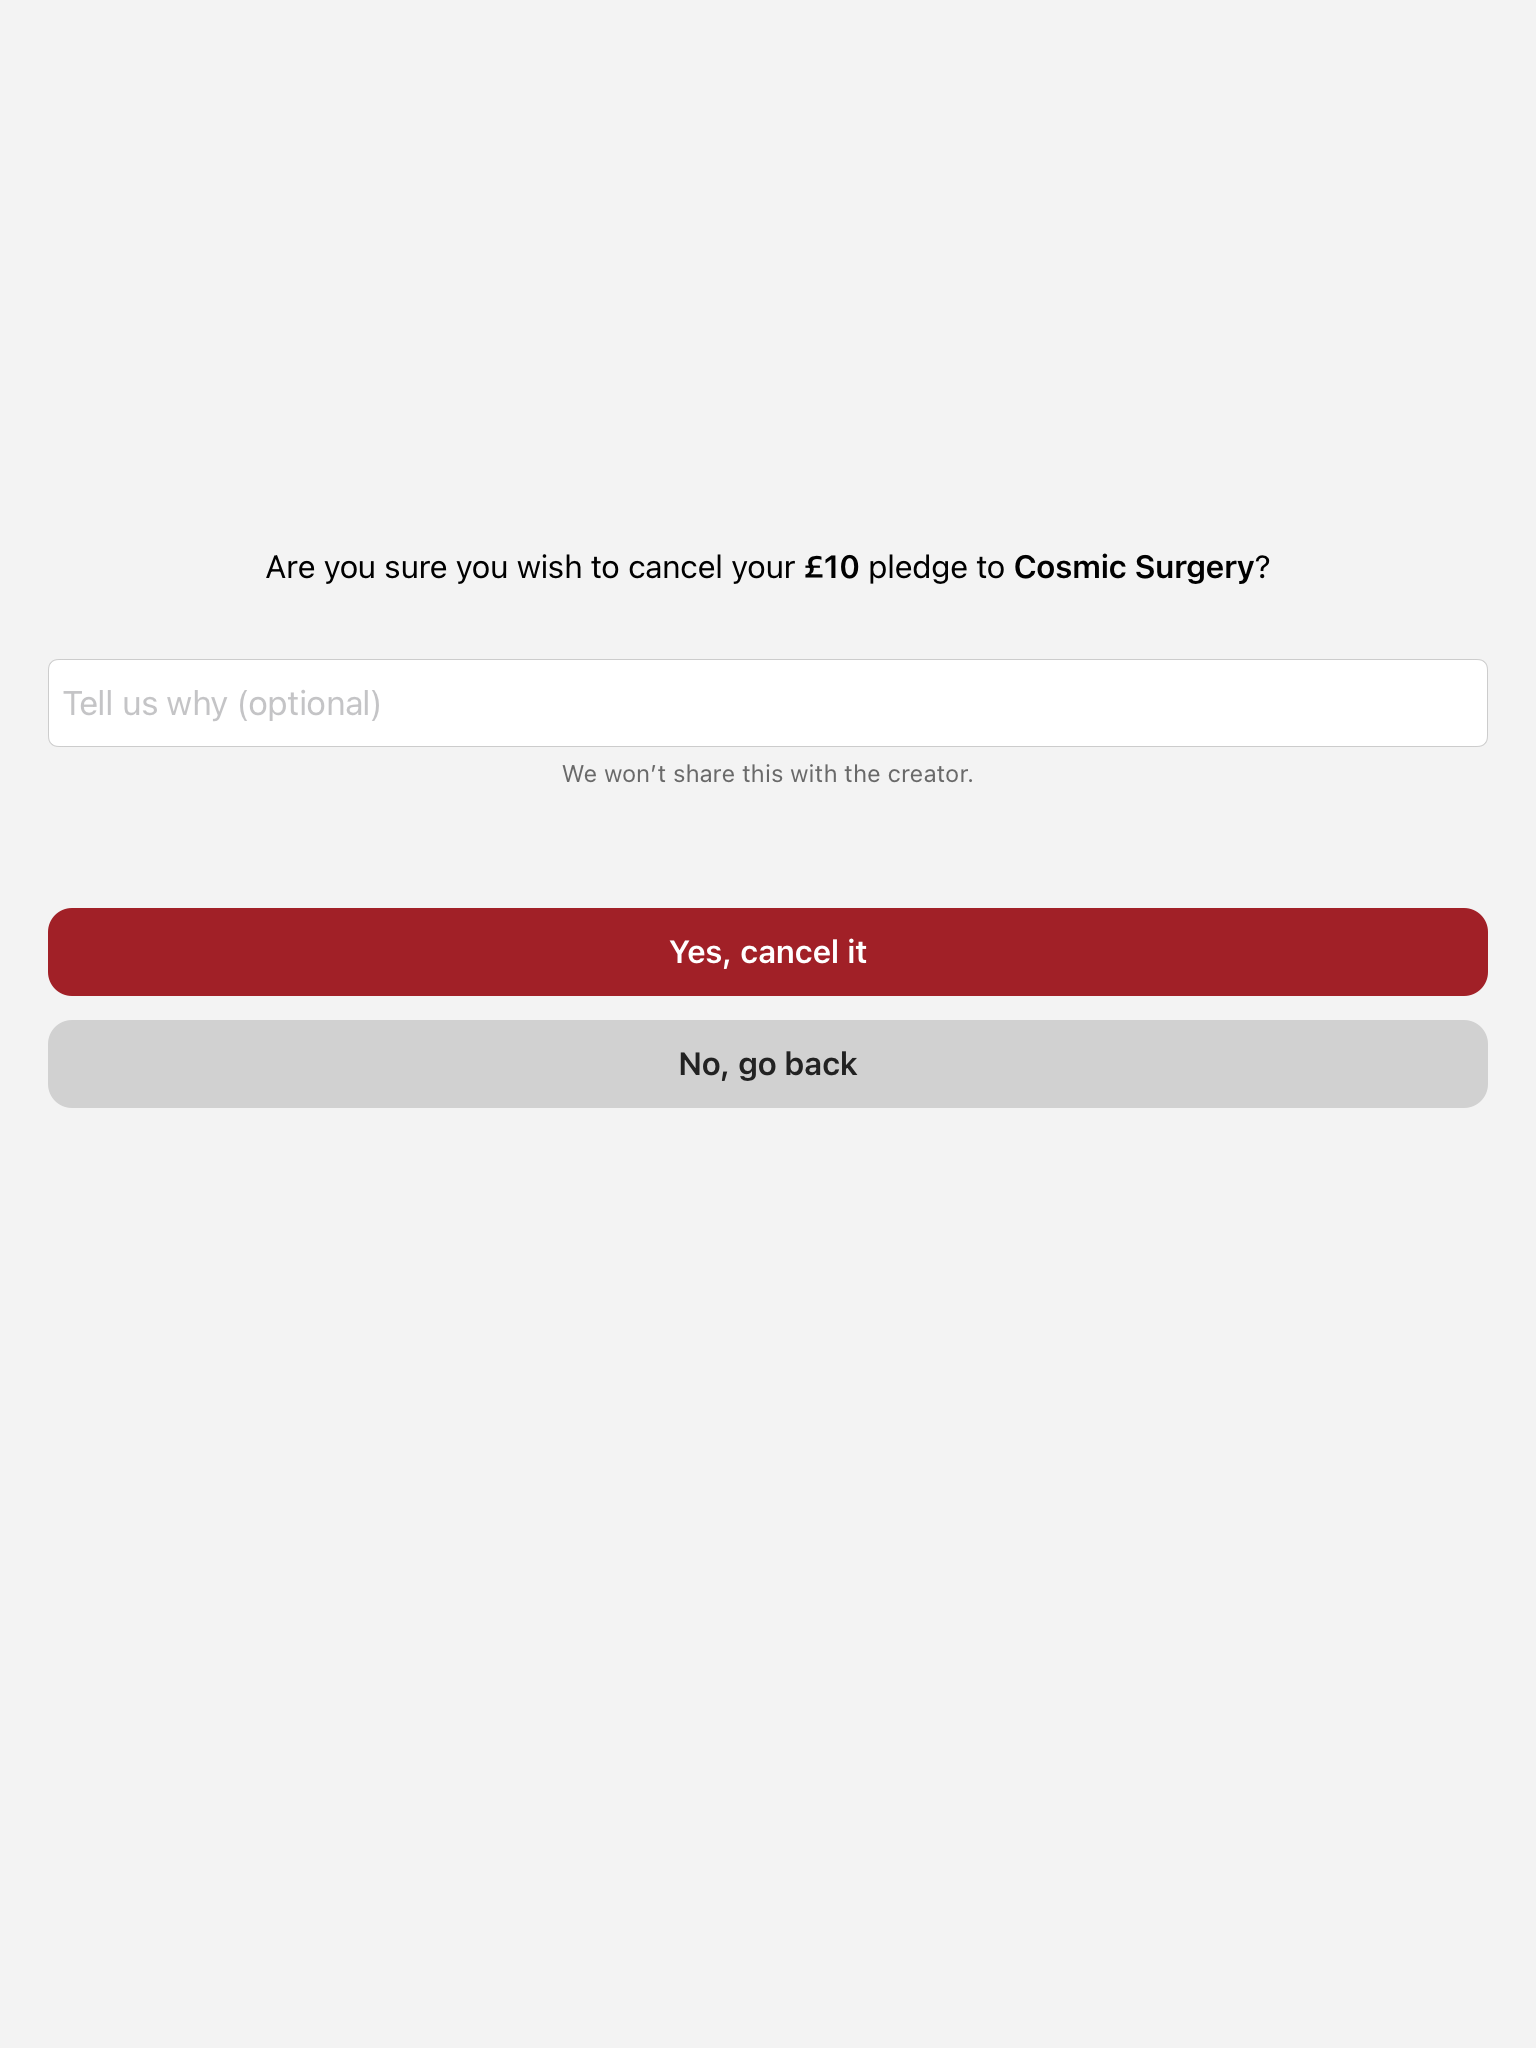 Are you sure you wish to cancel your £10 pledge to Cosmic Surgery?
Tell us why (optional)
We won’t share this with the creator.
Yes, cancel it
No, go back